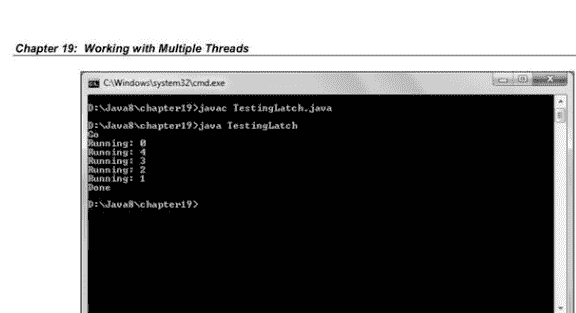 Chapter 19: Working with Multiple Threads
C:\Windows\system32\cmd.exe
D:\Java8\chapter19>javac TestingLatch.java
D:\Java8\chapter19>java TestingLatch
Go
Running: 0
Running: 4
Running: 3
Running: 2
Running: 1
Done
D:\Java8\chapter19>